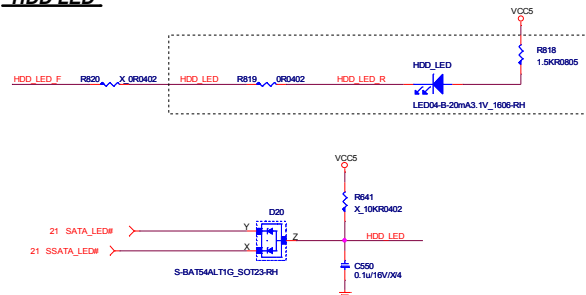 HDD LED
VCC5
R818
1.5KR0805
HDD_LED
HDD_LED_F
R820
X_0R0402
HDD_LED
R819
0R0402
HDD_LED_R
LED04-B-20mA3.1V_1606-RH
VCC5
R641
X_10KR0402
D20
21 SATA_LED#
Y
Z
HDD_LED
21 SSATA_LED#
X
C550
0.1u/16V/X/4
S-BAT54ALT1G_SOT23-RH